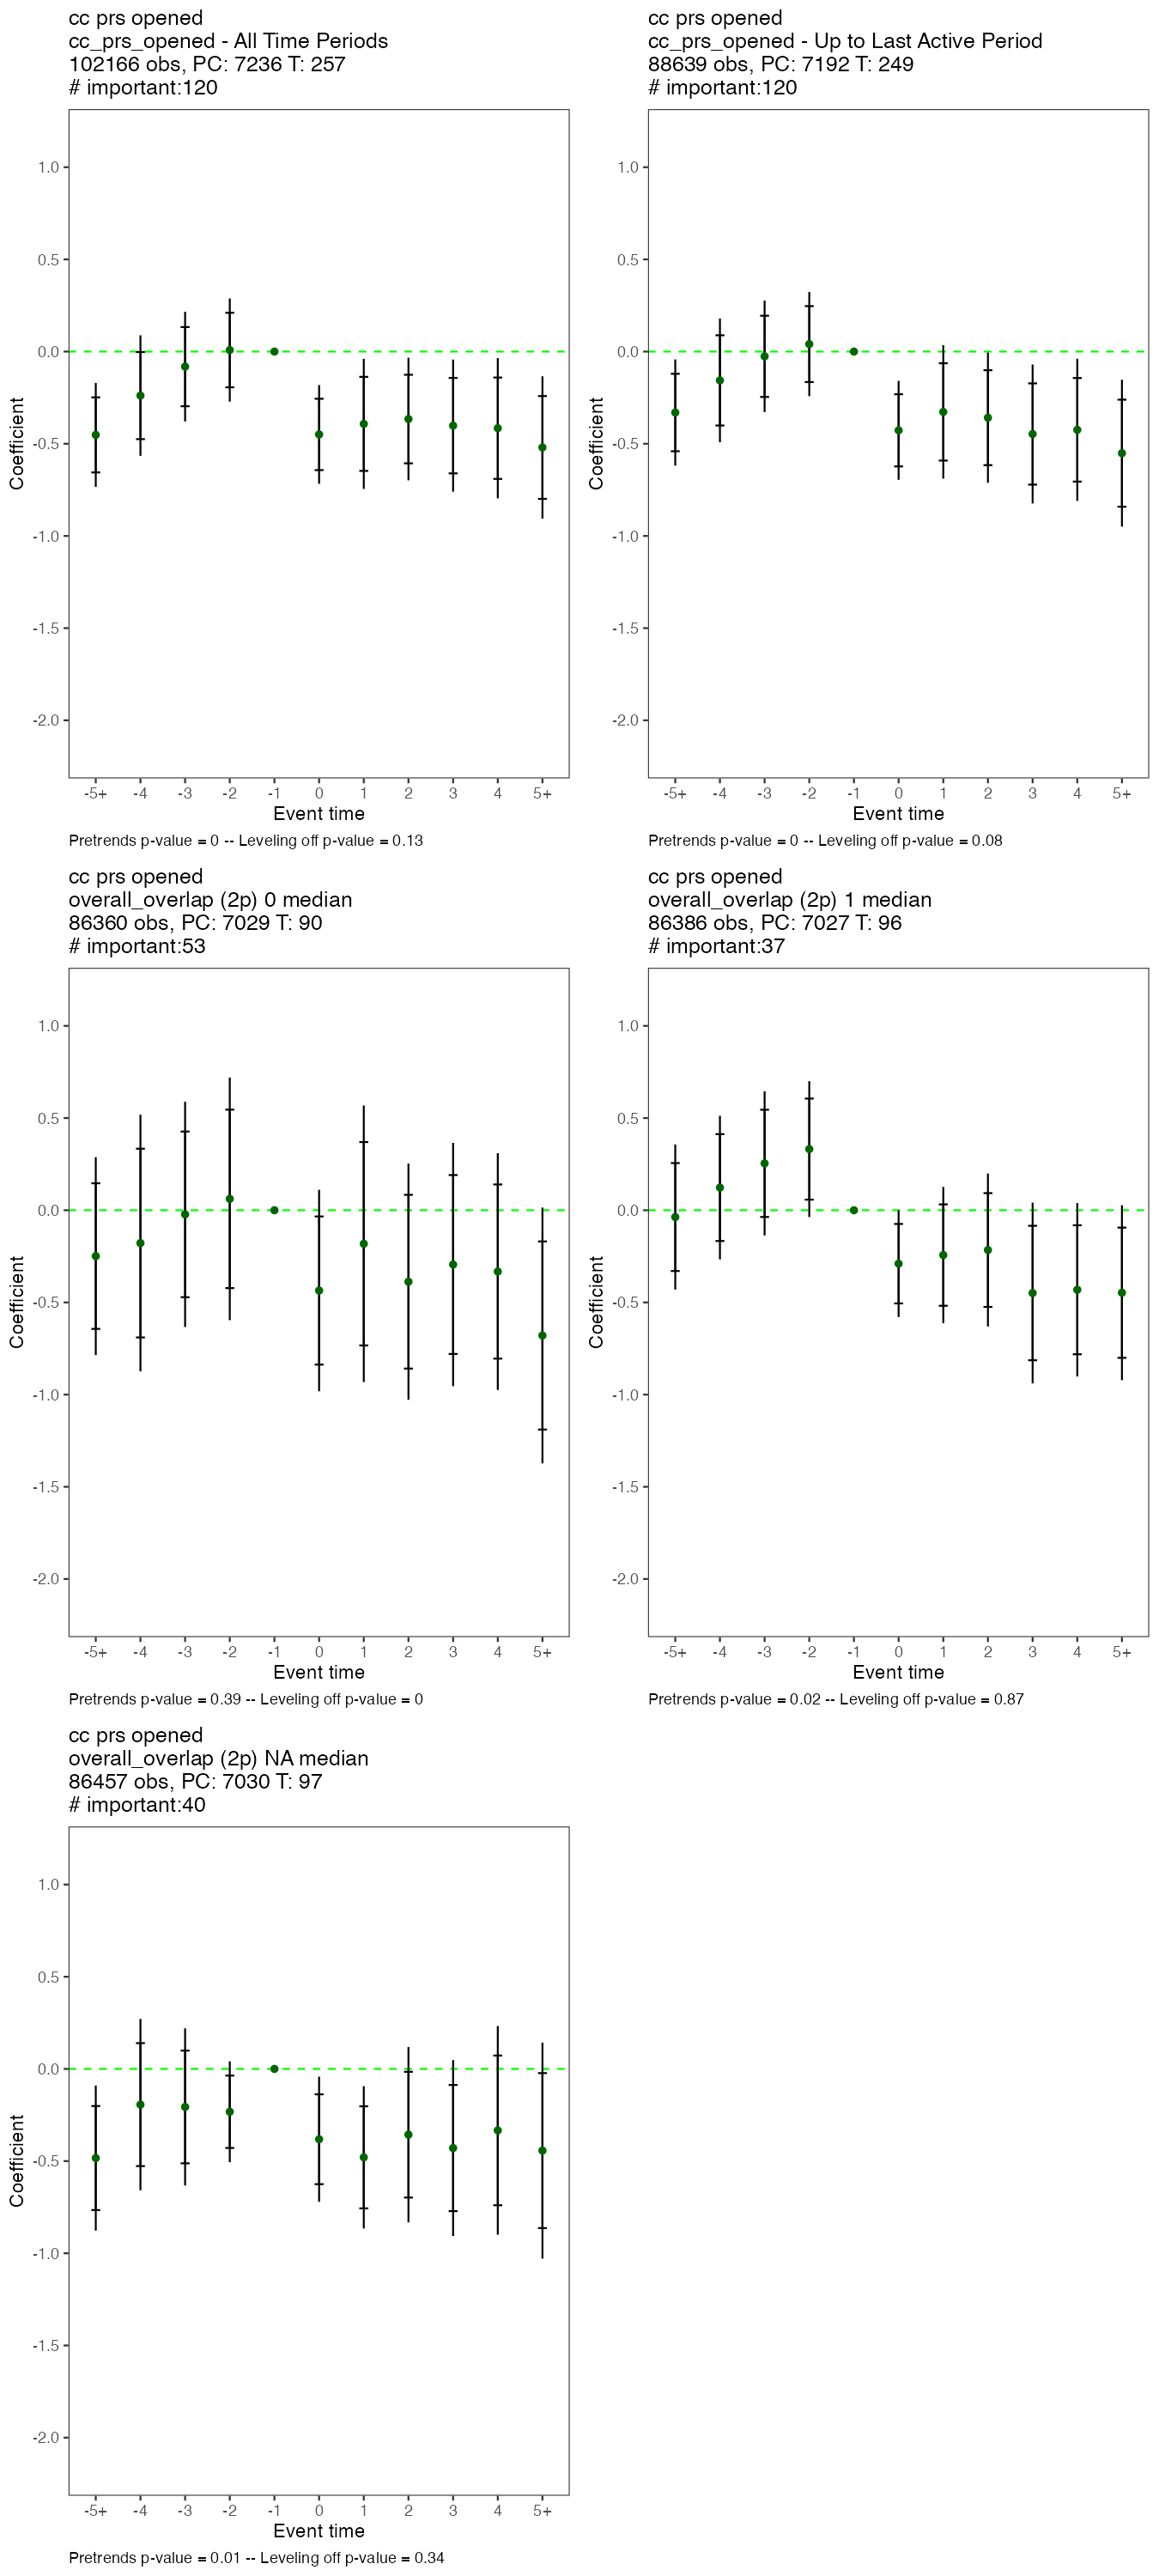 cc prs opened
cc_prs_opened - All Time Periods
102166 obs, PC: 7236 T: 257
# important:120
1.0
0.5
0.0
-0.5
-1.0
-1.5
-2.0
Coefficient
-5+ -4 -3 -2 -1 0 1 2 3 4 5+
Event time
Pretrends p-value = 0 -- Leveling off p-value = 0.13
cc prs opened
cc_prs_opened - Up to Last Active Period
88639 obs, PC: 7192 T: 249
# important:120
1.0
0.5
0.0
-0.5
-1.0
-1.5
-2.0
Coefficient
-5+ -4 -3 -2 -1 0 1 2 3 4 5+
Event time
Pretrends p-value = 0 -- Leveling off p-value = 0.08
cc prs opened
overall_overlap (2p) 0 median
86360 obs, PC: 7029 T: 90
# important:53
1.0
0.5
0.0
-0.5
-1.0
-1.5
-2.0
Coefficient
-5+ -4 -3 -2 -1 0 1 2 3 4 5+
Event time
Pretrends p-value = 0.39 -- Leveling off p-value = 0
cc prs opened
overall_overlap (2p) 1 median
86386 obs, PC: 7027 T: 96
# important:37
1.0
0.5
0.0
-0.5
-1.0
-1.5
-2.0
Coefficient
-5+ -4 -3 -2 -1 0 1 2 3 4 5+
Event time
Pretrends p-value = 0.02 -- Leveling off p-value = 0.87
cc prs opened
overall_overlap (2p) NA median
86457 obs, PC: 7030 T: 97
# important:40
1.0
0.5
0.0
-0.5
-1.0
-1.5
-2.0
Coefficient
-5+ -4 -3 -2 -1 0 1 2 3 4 5+
Event time
Pretrends p-value = 0.01 -- Leveling off p-value = 0.34